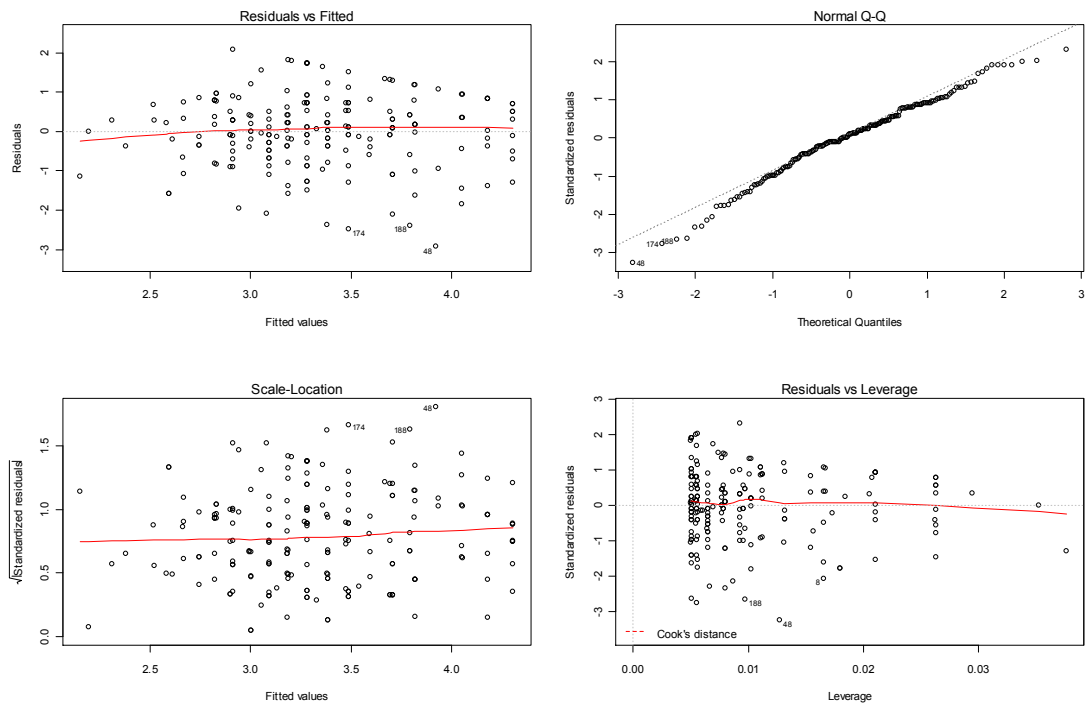 Residuals vs Fitted
Residuals
2
1
0
-1
-2
-3
174
188
48
2.5 3.0 3.5 4.0
Fitted values
Normal Q-Q
Standardized residuals
2
1
0
-1
-2
-3
174
188
48
-3 -2 -1 0 1 2 3
Theoretical Quantiles
Scale-Location
√|Standardized residuals|
1.5
1.0
0.5
0.0
48
174
188
2.5 3.0 3.5 4.0
Fitted values
Residuals vs Leverage
Standardized residuals
3
2
1
0
-1
-2
-3
8
188
48
Cook's distance
0.00 0.01 0.02 0.03
Leverage